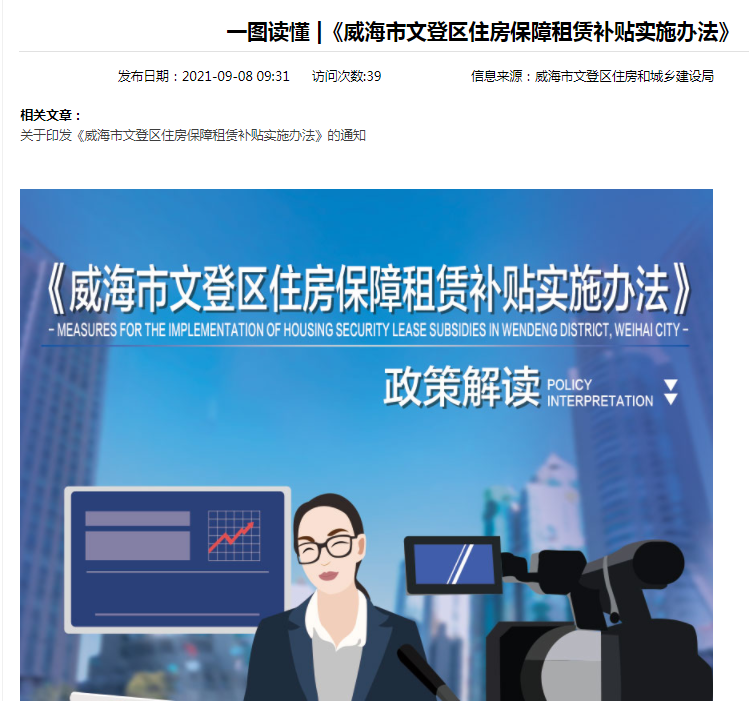 一图读懂 |《威海市文登区住房保障租赁补贴实施办法》
发布日期：2021-09-08 09:31 访问次数:39 信息来源：威海市文登区住房和城乡建设局
相关文章：
关于印发《威海市文登区住房保障租赁补贴实施办法》的通知
《威海市文登区住房保障租赁补贴实施办法》
- MEASURES FOR THE IMPLEMENTATION OF HOUSING SECURITY LEASE SUBSIDIES IN WENDENG DISTRICT, WEIHAI CITY -
政策解读 POLICY
INTERPRETATION